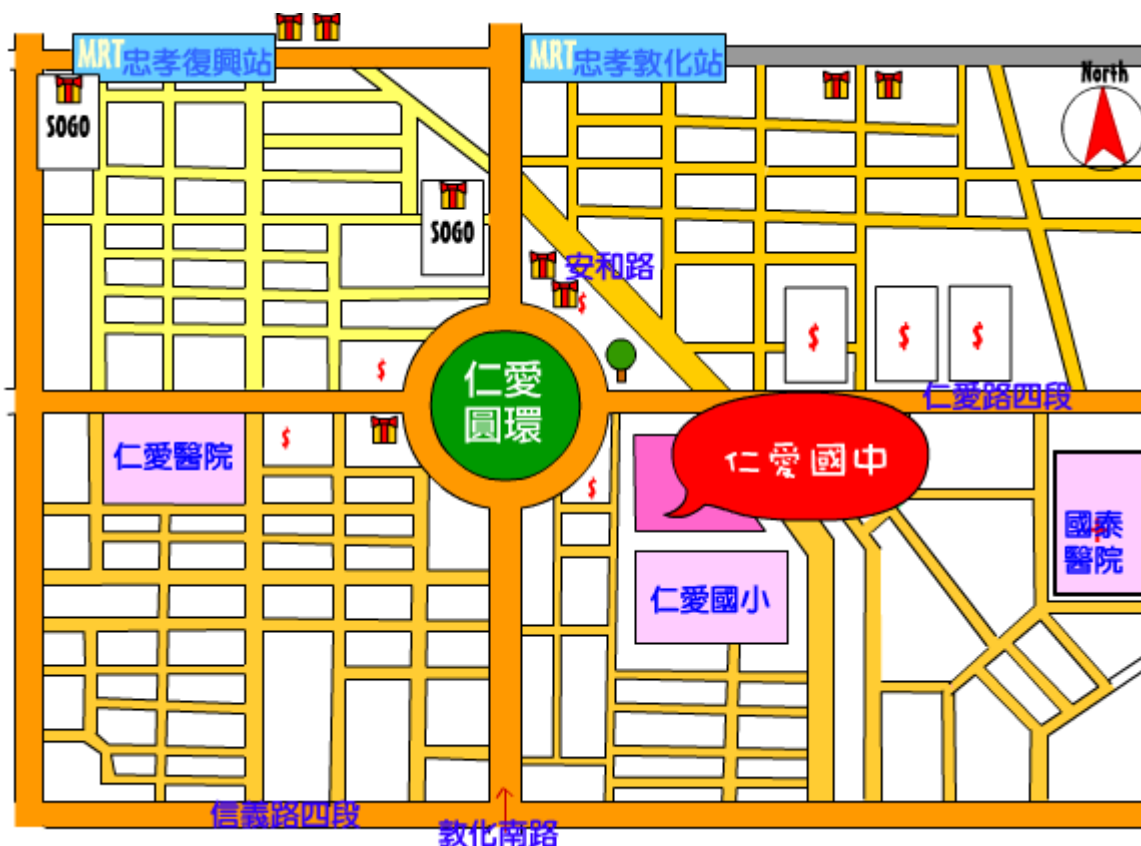 MRT忠孝復興站
MRT忠孝敦化站
North
SOGO
SOGO
安和路
$
$
$
$
$
仁愛
圓環
仁愛路四段
仁愛醫院
$
仁愛國中
$
國泰
醫院
仁愛國小
信義路四段
敦化南路